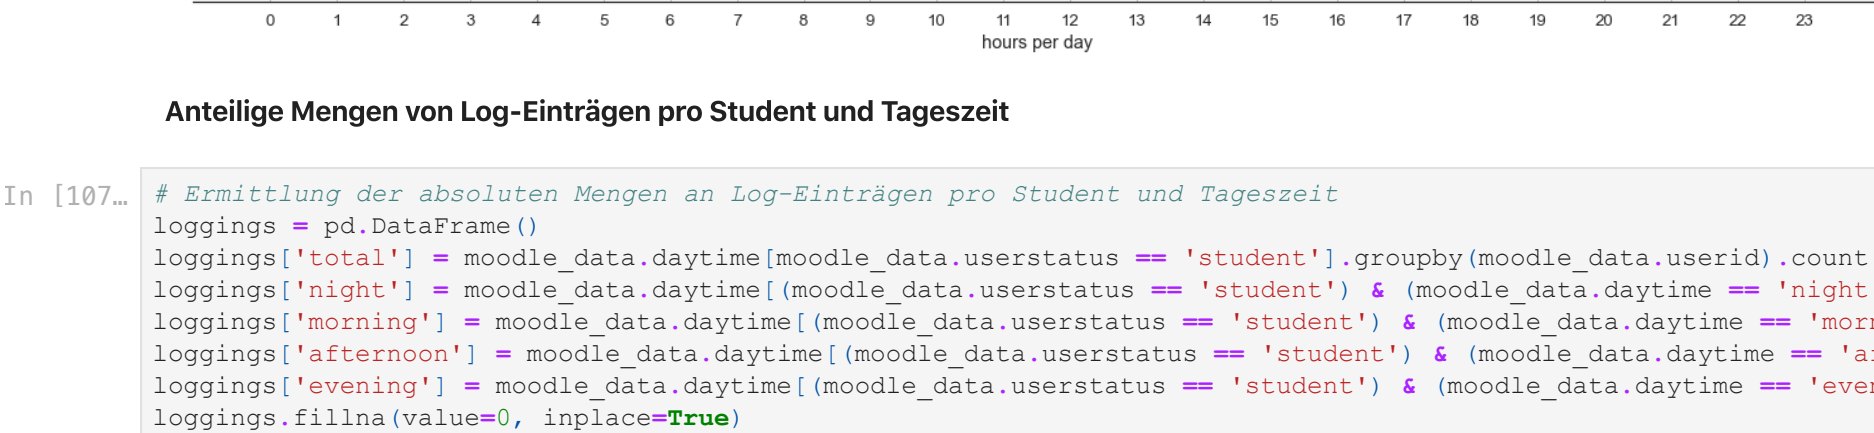 0 1 2 3 4 5 6 7 8 9 10 11 12 13 14 15 16 17 18 19 20 21 22 23
hours per day
Anteilige Mengen von Log-Einträgen pro Student und Tageszeit
In [107…
# Ermittlung der absoluten Mengen an Log-Einträgen pro Student und Tageszeit
loggings = pd.DataFrame()
loggings['total'] = moodle_data.daytime[moodle_data.userstatus == 'student'].groupby(moodle_data.userid).count
loggings['night'] = moodle_data.daytime[(moodle_data.userstatus == 'student') & (moodle_data.daytime == 'night
loggings['morning'] = moodle_data.daytime[(moodle_data.userstatus == 'student') & (moodle_data.daytime == 'morn
loggings['afternoon'] = moodle_data.daytime[(moodle_data.userstatus == 'student') & (moodle_data.daytime == 'a
loggings['evening'] = moodle_data.daytime[(moodle_data.userstatus == 'student') & (moodle_data.daytime == 'even
loggings.fillna(value=0, inplace=True)